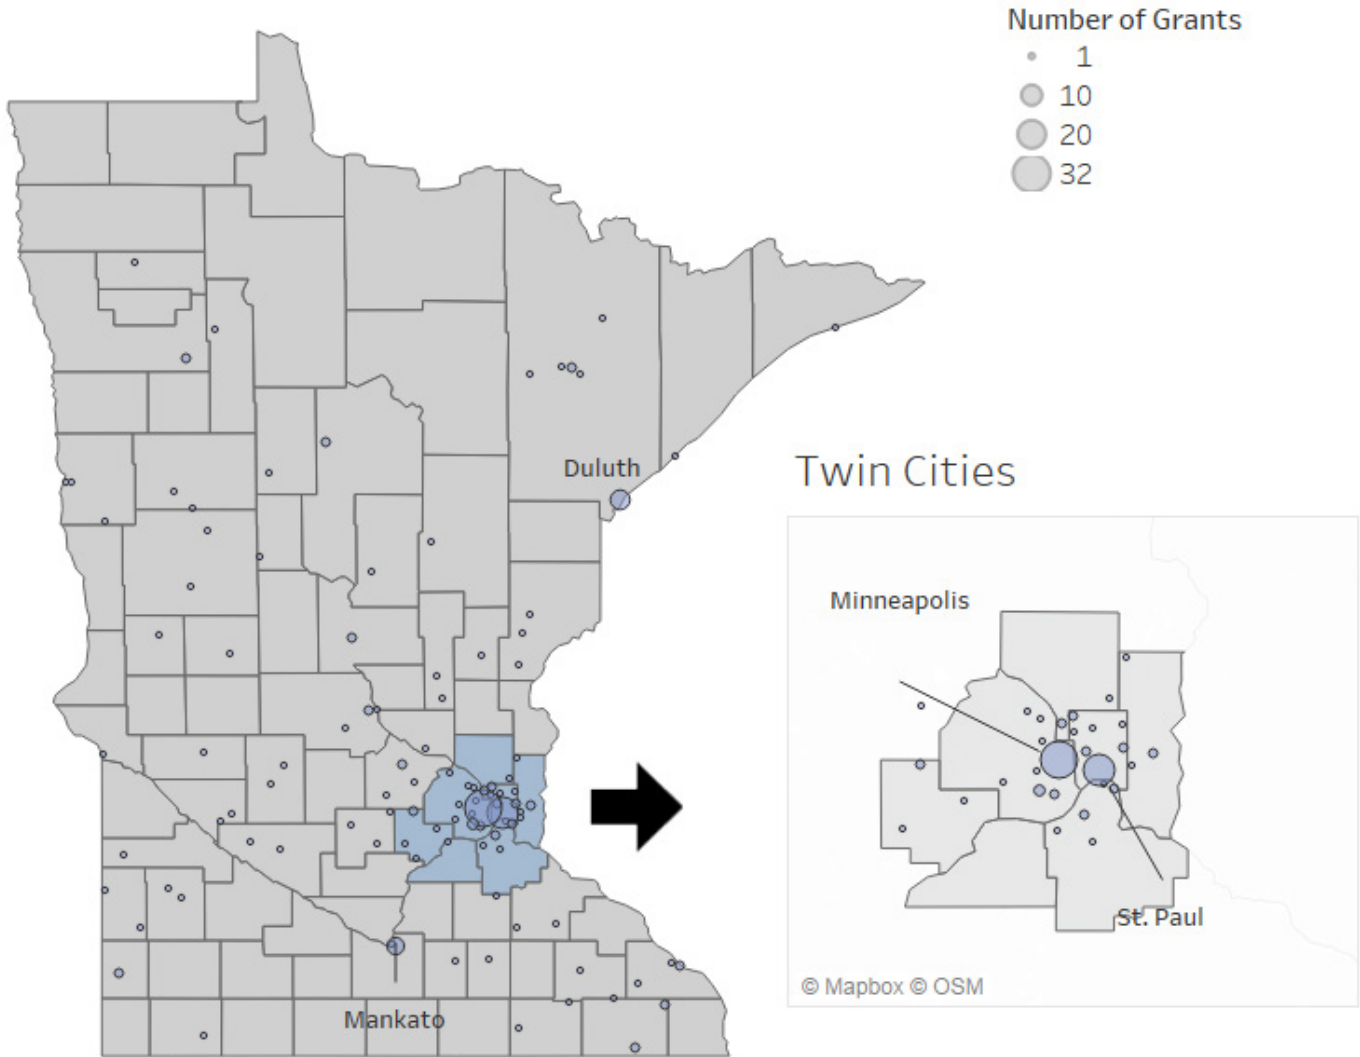 Number of Grants
1
10
20
32
Duluth
Twin Cities
Minneapolis
St. Paul
© Mapbox © OSM
Mankato